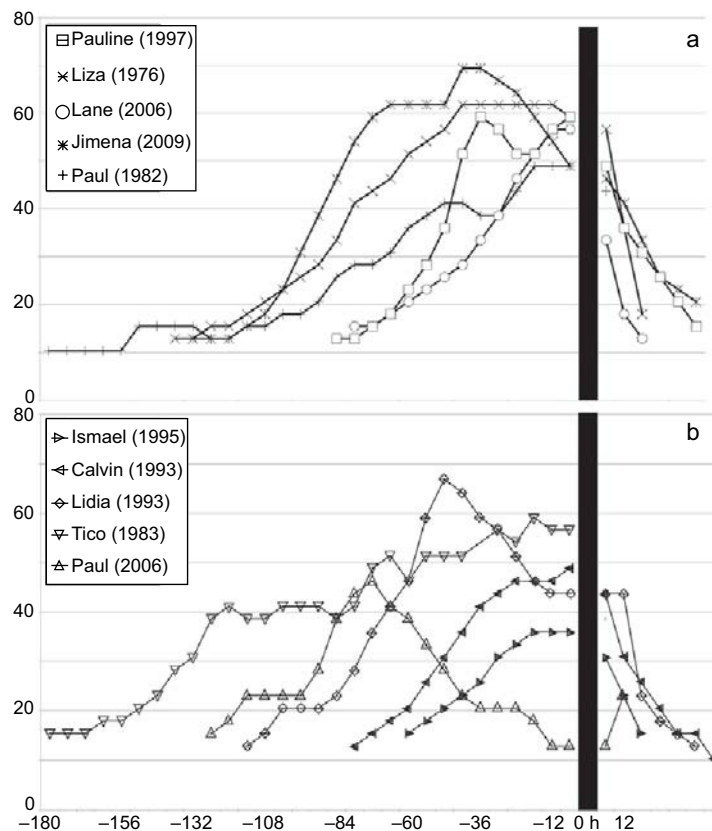 80
60
40
20
0
a
Pauline (1997)
Liza (1976)
Lane (2006)
Jimena (2009)
Paul (1982)
80
60
40
20
0
b
Ismael (1995)
Calvin (1993)
Lidia (1993)
Tico (1983)
Paul (2006)
–180 –156 –132 –108 –84 –60 –36 –12 0 h 12